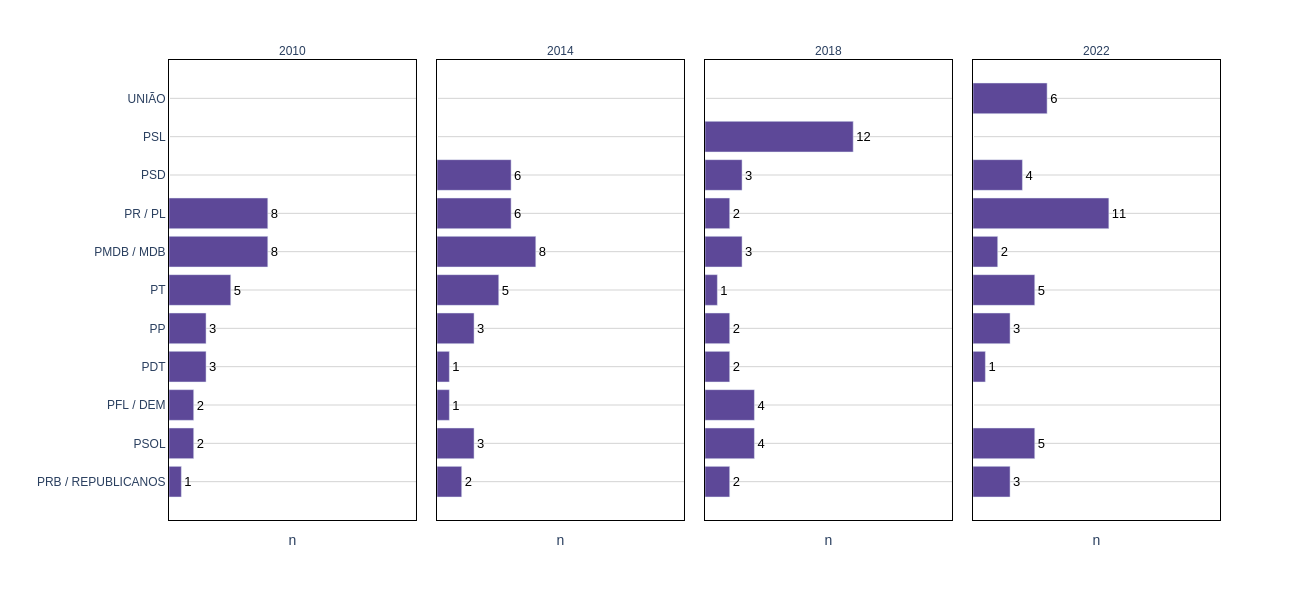 2010 2014 2018 2022
UNIÃO 6
PSL 12
PSD 6 3 4
PR / PL 8 6 2 11
PMDB / MDB 8 8 3 2
PT 5 5 1 5
PP 3 3 2 3
PDT 3 1 2 1
PFL / DEM 2 1 4
PSOL 2 3 4 5
PRB / REPUBLICANOS 1 2 2 3
n n n n